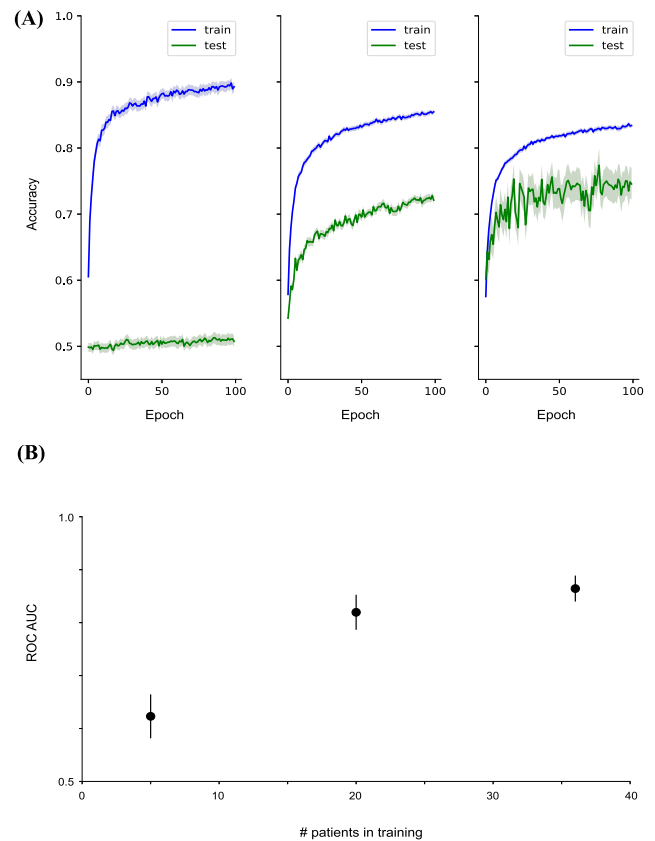 (A)
1.0
0.9
0.8
0.7
0.6
0.5
Accuracy
train
test
train
test
train
test
0 50 100
0 50 100
0 50 100
Epoch
Epoch
Epoch
(B)
1.0
0.5
ROC AUC
0 10 20 30 40
# patients in training